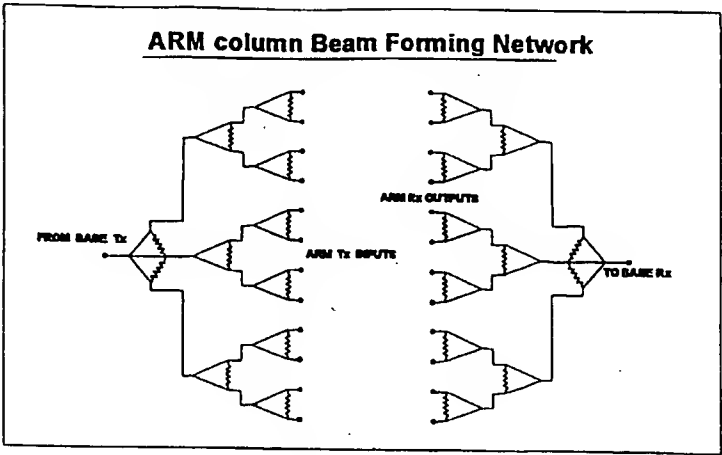 ARM column Beam Forming Network
ARM Rx OUTPUTS
FROM BASE Tx
ARM Tx INPUTS
TO BASE Rx